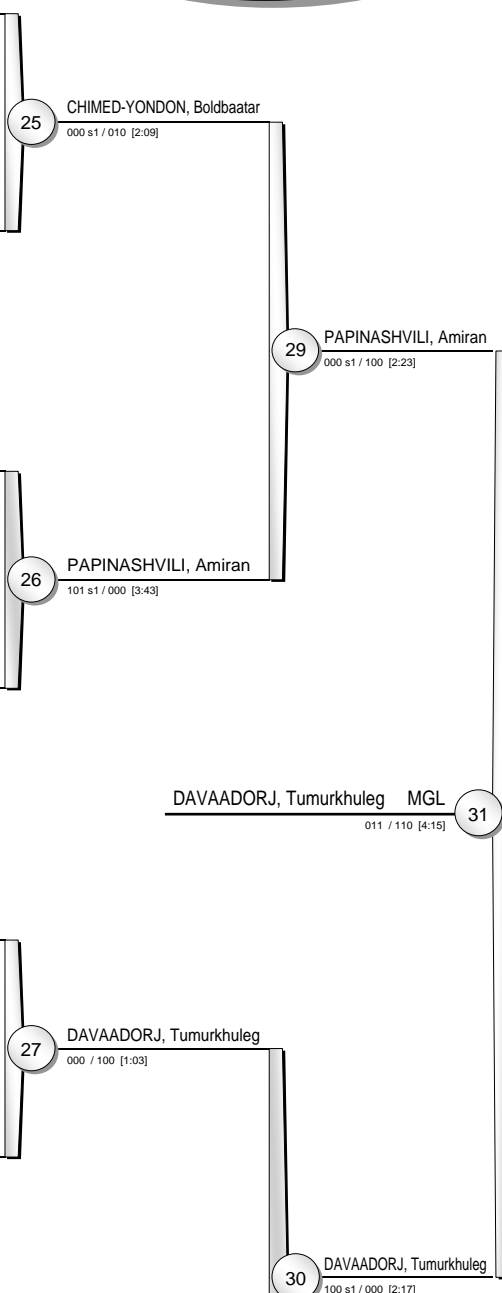 25
CHIMED-YONDON, Boldbaatar
000 s1 / 010 [2:09]
29
PAPINASHVILI, Amiran
000 s1 / 100 [2:23]
26
PAPINASHVILI, Amiran
101 s1 / 000 [3:43]
DAVAADORJ, Tumurkhuleg MGL
011 / 110 [4:15]
31
27
DAVAADORJ, Tumurkhuleg
000 / 100 [1:03]
30
DAVAADORJ, Tumurkhuleg
100 s1 / 000 [2:17]